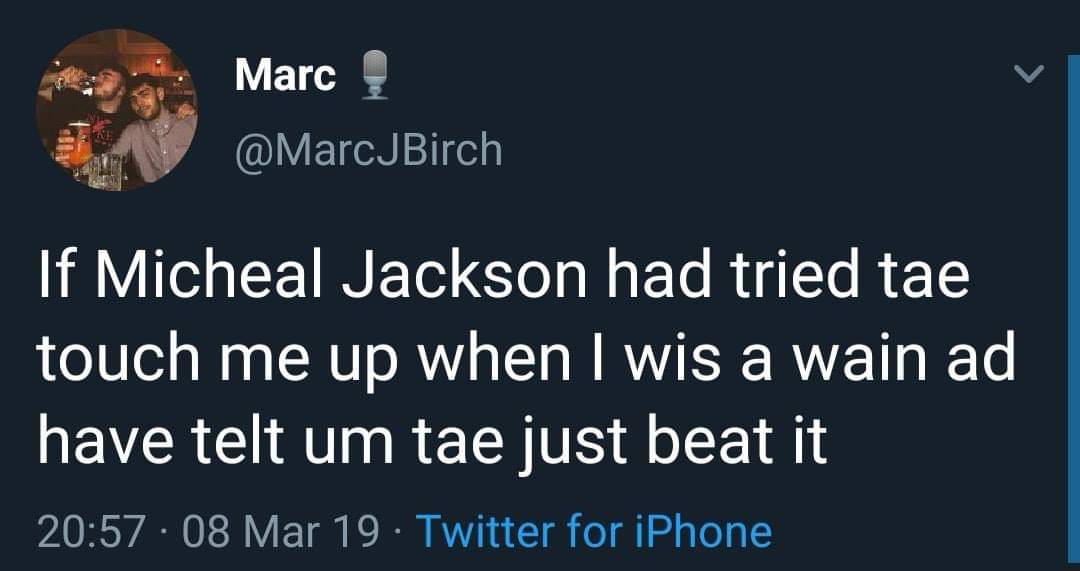 Marc 🎙
@MarcJBirch
If Micheal Jackson had tried tae
touch me up when I wis a wain ad
have telt um tae just beat it
20:57 · 08 Mar 19 · Twitter for iPhone